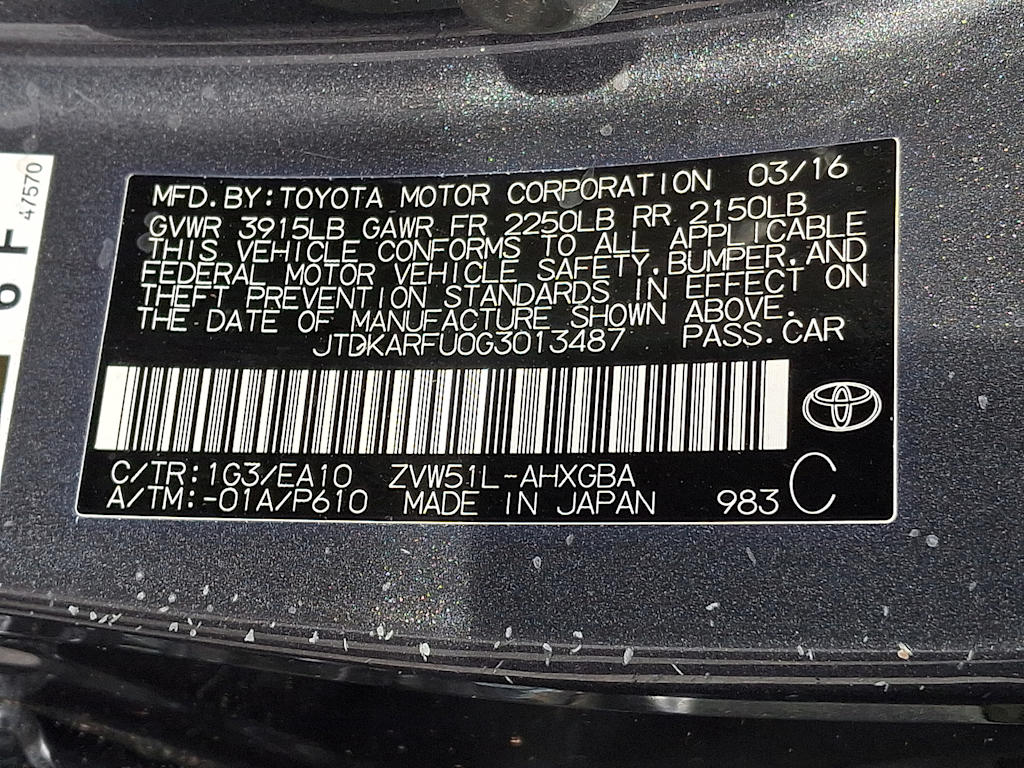 MFD.BY:TOYOTA MOTOR CORPORATION 03/16
GVWR 3915LB GAWR FR 2250LB RR 2150LB
THIS VEHICLE CONFORMS TO ALL APPLICABLE
FEDERAL MOTOR VEHICLE SAFETY,BUMPER,AND
THEFT PREVENTION STANDARDS IN EFFECT ON
THE DATE OF MANUFACTURE SHOWN ABOVE.
JTDKARFU0G3013487 PASS.CAR
C/TR:1G3/EA10 ZVW51L-AHXGBA
A/TM:-01A/P610 MADE IN JAPAN 983 C
47570